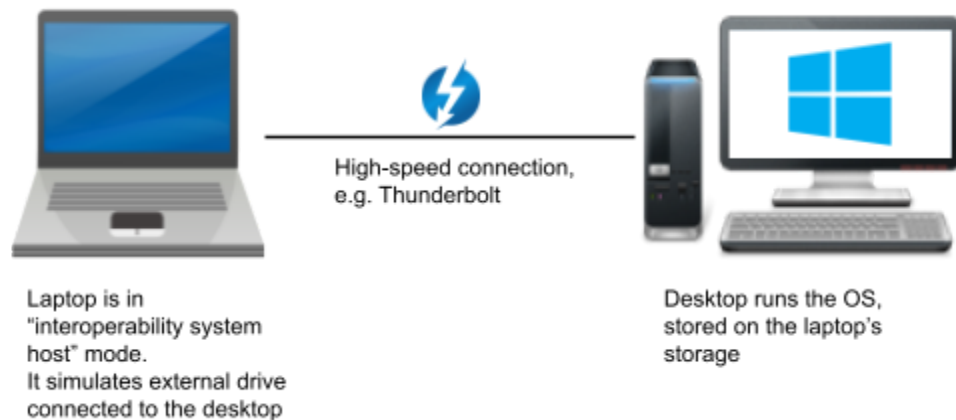 High-speed connection,
e.g. Thunderbolt
Laptop is in
“interoperability system
host” mode.
It simulates external drive
connected to the desktop
Desktop runs the OS,
stored on the laptop’s
storage